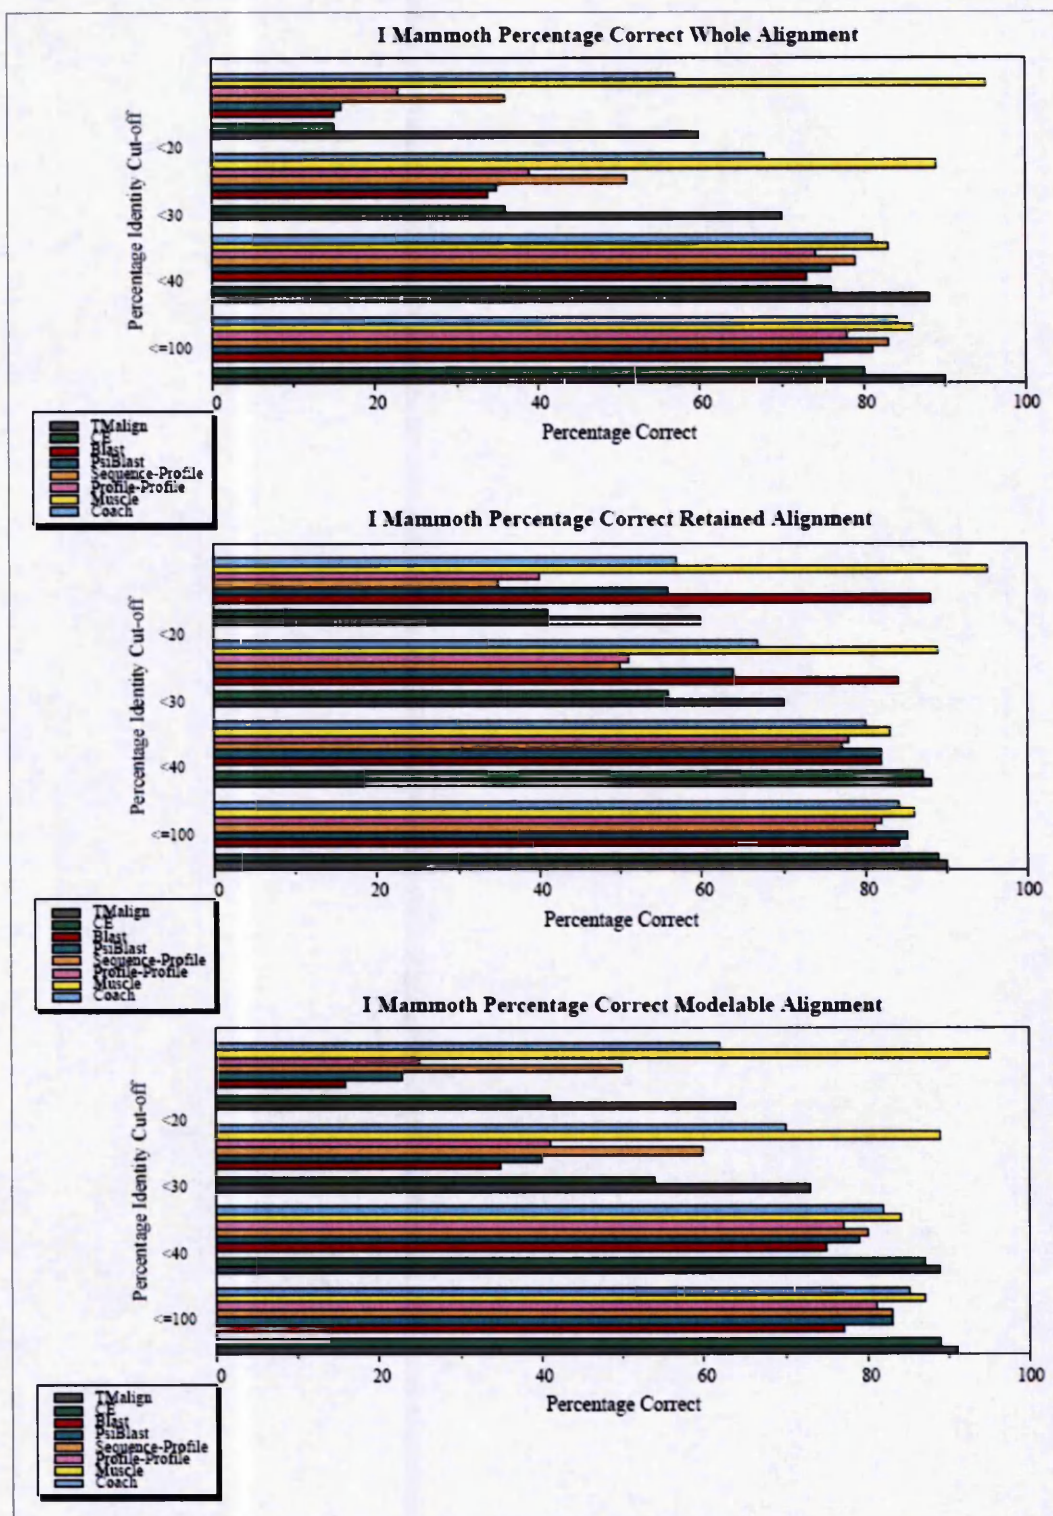 I Mammoth Percentage Correct Whole Alignment
Percentage Identity Cut-off
<20
<30
<40
<=100
0 20 40 60 80 100
Percentage Correct
TMalign
CE
Blast
PsiBlast
Sequence-Profile
Profile-Profile
Muscle
Coach
I Mammoth Percentage Correct Retained Alignment
Percentage Identity Cut-off
<20
<30
<40
<=100
0 20 40 60 80 100
Percentage Correct
TMalign
CE
Blast
PsiBlast
Sequence-Profile
Profile-Profile
Muscle
Coach
I Mammoth Percentage Correct Modelable Alignment
Percentage Identity Cut-off
<20
<30
<40
<=100
0 20 40 60 80 100
Percentage Correct
TMalign
CE
Blast
PsiBlast
Sequence-Profile
Profile-Profile
Muscle
Coach